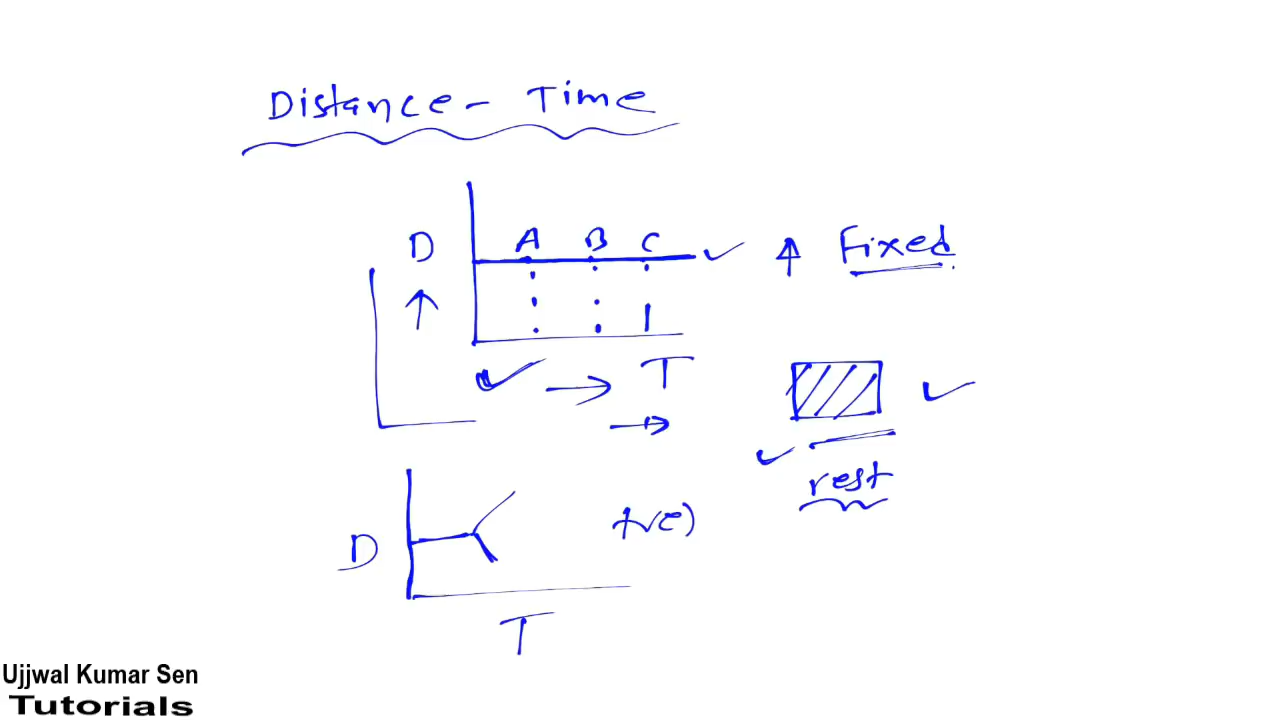 Distance - Time
D A B C Fixed
T
rest
+ve)
D
T
Ujjwal Kumar Sen
Tutorials